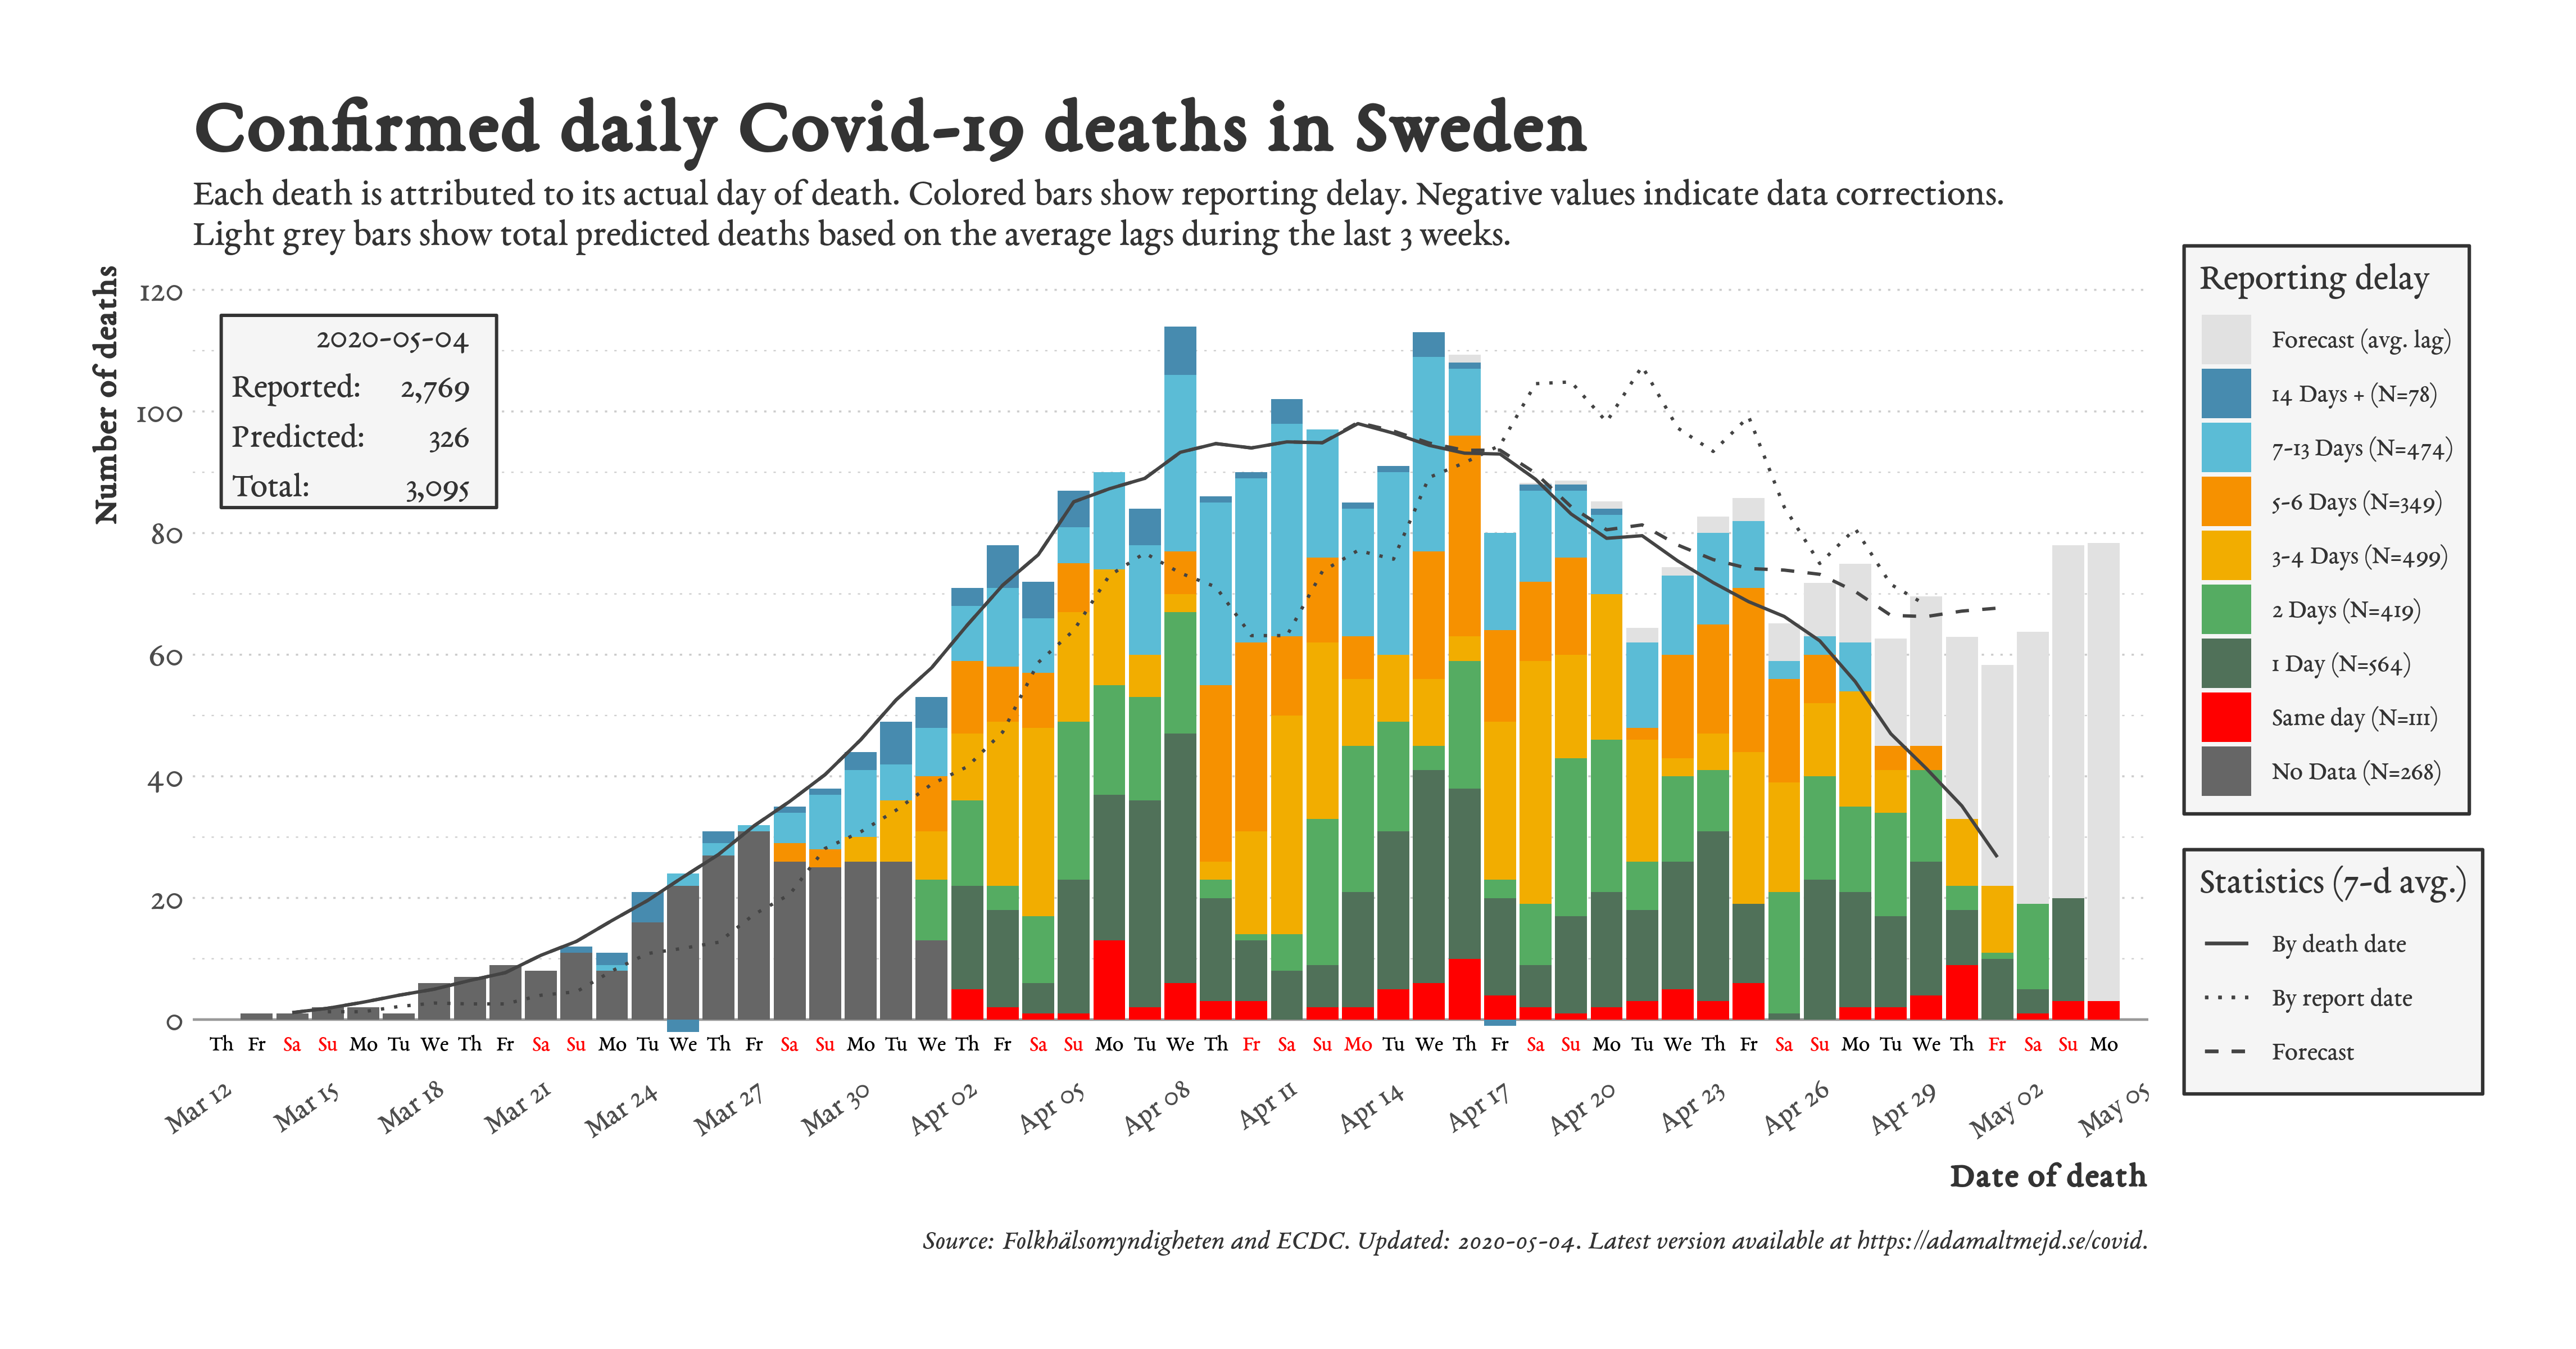 Confirmed daily Covid-19 deaths in Sweden
Each death is attributed to its actual day of death. Colored bars show reporting delay. Negative values indicate data corrections.
Light grey bars show total predicted deaths based on the average lags during the last 3 weeks.
Number of deaths
120
100
80
60
40
20
0
2020-05-04
Reported: 2,769
Predicted: 326
Total: 3,095
Th Fr Sa Su Mo Tu We Th Fr Sa Su Mo Tu We Th Fr Sa Su Mo Tu We Th Fr Sa Su Mo Tu We Th Fr Sa Su Mo Tu We Th Fr Sa Su Mo Tu We Th Fr Sa Su Mo Tu We Th Fr Sa Su Mo
Mar 12 Mar 15 Mar 18 Mar 21 Mar 24 Mar 27 Mar 30 Apr 02 Apr 05 Apr 08 Apr 11 Apr 14 Apr 17 Apr 20 Apr 23 Apr 26 Apr 29 May 02 May 05
Date of death
Reporting delay
Forecast (avg. lag)
14 Days + (N=78)
7-13 Days (N=474)
5-6 Days (N=349)
3-4 Days (N=499)
2 Days (N=419)
1 Day (N=564)
Same day (N=111)
No Data (N=268)
Statistics (7-d avg.)
By death date
By report date
Forecast
Source: Folkhälsomyndigheten and ECDC. Updated: 2020-05-04. Latest version available at https://adamaltmejd.se/covid.